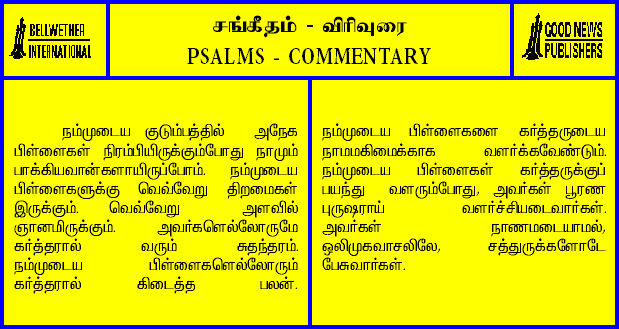 BELLWETHER
INTERNATIONAL
சங்கீதம் - விரிவுரை
PSALMS - COMMENTARY
GOOD NEWS
PUBLISHERS
நம்முடைய குடும்பத்தில் அநேக
பிள்ளைகள் நிரம்பியிருக்கும்போது நாமும்
பாக்கியவான்களாயிருப்போம். நம்முடைய
பிள்ளைகளுக்கு வெவ்வேறு திறமைகள்
இருக்கும். வெவ்வேறு அளவில்
ஞானமிருக்கும். அவர்களெல்லோருமே
கர்த்தரால் வரும் சுதந்தரம்.
நம்முடைய பிள்ளைகளெல்லோரும்
கர்த்தரால் கிடைத்த பலன்.
நம்முடைய பிள்ளைகளை கர்த்தருடைய
நாமமகிமைக்காக வளர்க்கவேண்டும்.
நம்முடைய பிள்ளைகள் கர்த்தருக்குப்
பயந்து வளரும்போது, அவர்கள் பூரண
புருஷராய் வளர்ச்சியடைவார்கள்.
அவர்கள் நாணமடையாமல்,
ஒலிமுகவாசலிலே, சத்துருக்களோடே
பேசுவார்கள்.